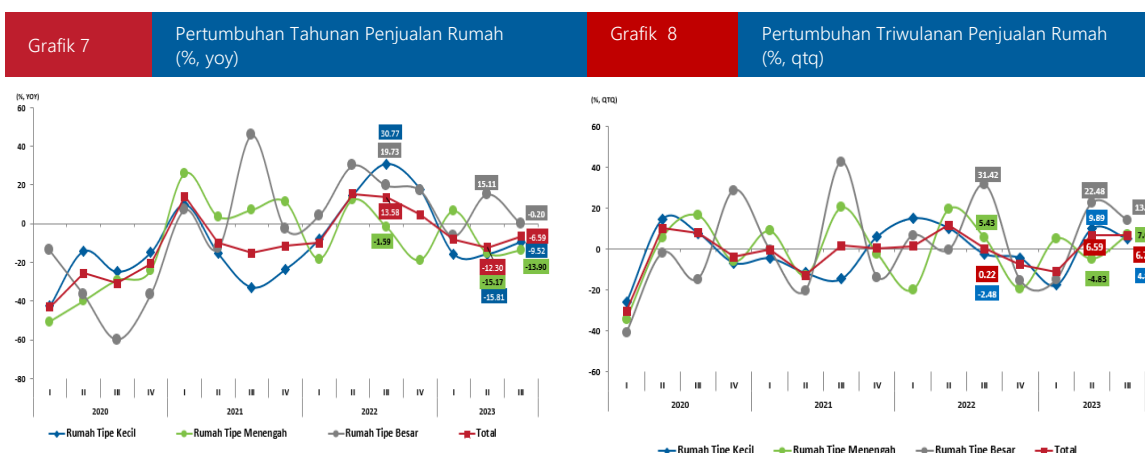 Grafik 7
Pertumbuhan Tahunan Penjualan Rumah
(%, yoy)
Grafik 8
Pertumbuhan Triwulanan Penjualan Rumah
(%, qtq)
(%, YOY)
60
40
20
0
-20
-40
-60
-80
30.77
19.73
13.58
-1.59
15.11
-12.30
-15.17
-15.81
-0.20
-6.59
-9.52
-13.90
I II III IV I II III IV I II III IV I II III
2020 2021 2022 2023
Rumah Tipe Kecil Rumah Tipe Menengah Rumah Tipe Besar Total
(%, QTQ)
60
40
20
0
-20
-40
-60
31.42
5.43
0.22
-2.48
22.48
9.89
6.59
-4.83
13.
7.
6.
4.
I II III IV I II III IV I II III IV I II III
2020 2021 2022 2023
Rumah Tipe Kecil Rumah Tipe Menengah Rumah Tipe Besar Total